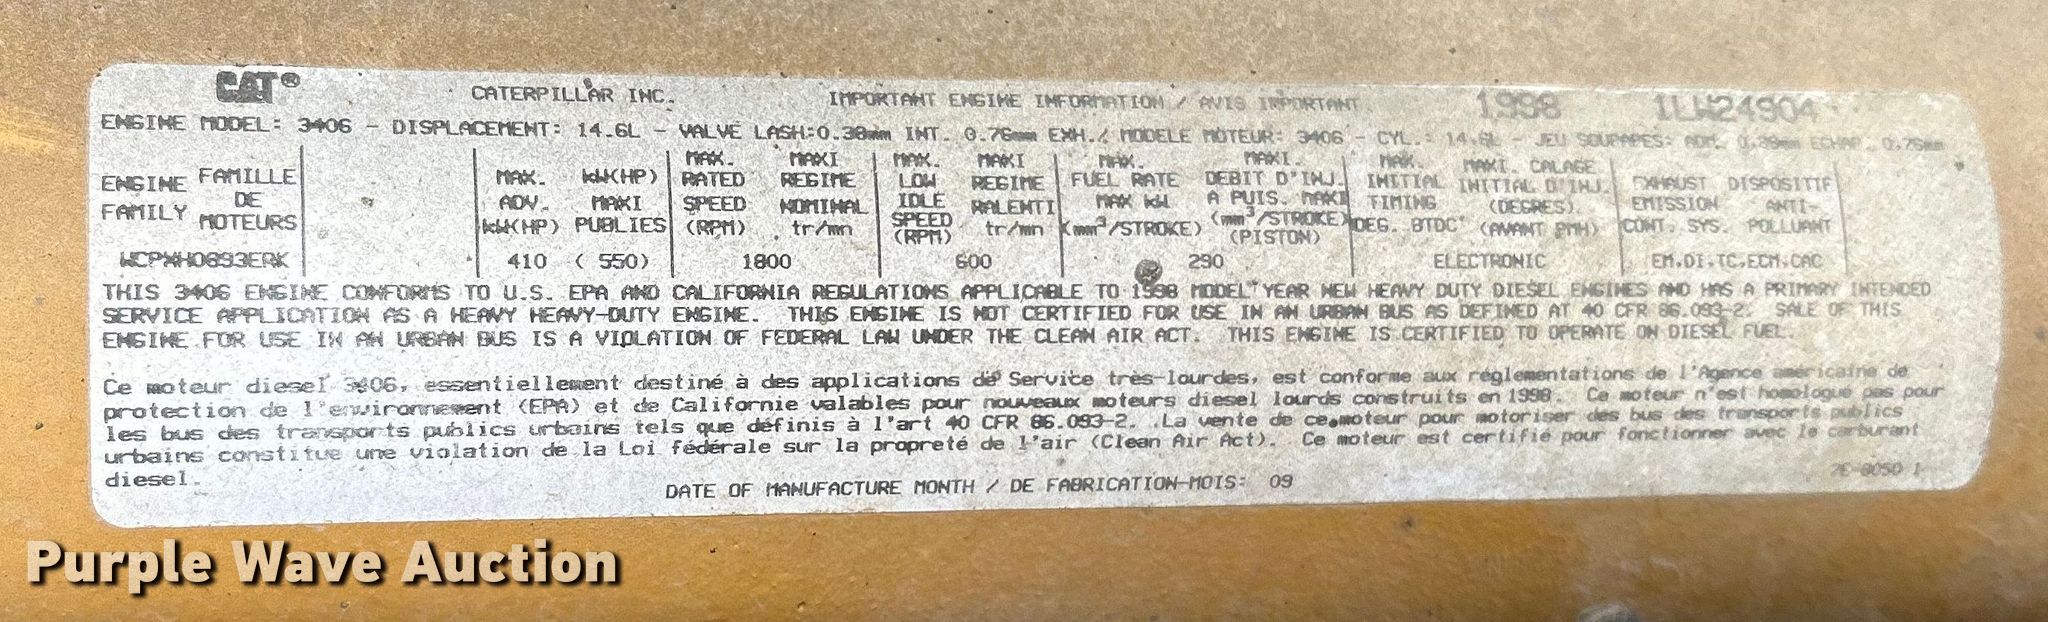 CAT®
CATERPILLAR INC. IMPORTANT ENGINE INFORMATION / AVIS IMPORTANT 1998 1LW24904
ENGINE MODEL: 3406 - DISPLACEMENT: 14.6L - VALVE LASH:0.38mm INT. 0.76mm EXH./ MODELE MOTEUR: 3406 - CYL.: 14.6L - JEU SOUPAPES: ADM. 0.38mm ECHAP. 0.76mm
ENGINE FAMILY
FAMILLE DE MOTEURS
MAX. ADV. kW(HP)
kW(HP) MAXI PUBLIES
MAX. RATED SPEED (RPM)
MAXI REGIME NOMINAL tr/mn
MAX. LOW IDLE SPEED (RPM)
MAXI REGIME RALENTI tr/mn
MAX. FUEL RATE MAX kW (mm³/STROKE)
MAXI. DEBIT D'INJ. A PUIS. MAXI (mm³/STROKE) (PISTON)
MAX. INITIAL TIMING DEG. BTDC
MAXI. CALAGE INITIAL D'INJ. (DEGRES). (AVANT PMH)
EXHAUST EMISSION CONT. SYS.
DISPOSITIF ANTI-POLLUANT
WCPXH0893ERK 410 ( 550) 1800 600 290 ELECTRONIC EM.DI.TC.ECM.CAC
THIS 3406 ENGINE CONFORMS TO U.S. EPA AND CALIFORNIA REGULATIONS APPLICABLE TO 1998 MODEL YEAR NEW HEAVY DUTY DIESEL ENGINES AND HAS A PRIMARY INTENDED
SERVICE APPLICATION AS A HEAVY HEAVY-DUTY ENGINE. THIS ENGINE IS NOT CERTIFIED FOR USE IN AN URBAN BUS AS DEFINED AT 40 CFR 86.093-2. SALE OF THIS
ENGINE FOR USE IN AN URBAN BUS IS A VIOLATION OF FEDERAL LAW UNDER THE CLEAN AIR ACT. THIS ENGINE IS CERTIFIED TO OPERATE ON DIESEL FUEL.
Ce moteur diesel 3406, essentiellement destiné à des applications de Service très-lourdes, est conforme aux réglementations de l'Agence américaine de
protection de l'environnement (EPA) et de Californie valables pour nouveaux moteurs diesel lourds construits en 1998. Ce moteur n'est homologué pas pour
les bus des transports publics urbains tels que définis à l'art 40 CFR 86.093-2. La vente de ce moteur pour motoriser des bus des transports publics
urbains constitue une violation de la Loi fédérale sur la propreté de l'air (Clean Air Act). Ce moteur est certifié pour fonctionner avec le carburant
diesel.
7E-8050 1
DATE OF MANUFACTURE MONTH / DE FABRICATION-MOIS: 09
Purple Wave Auction